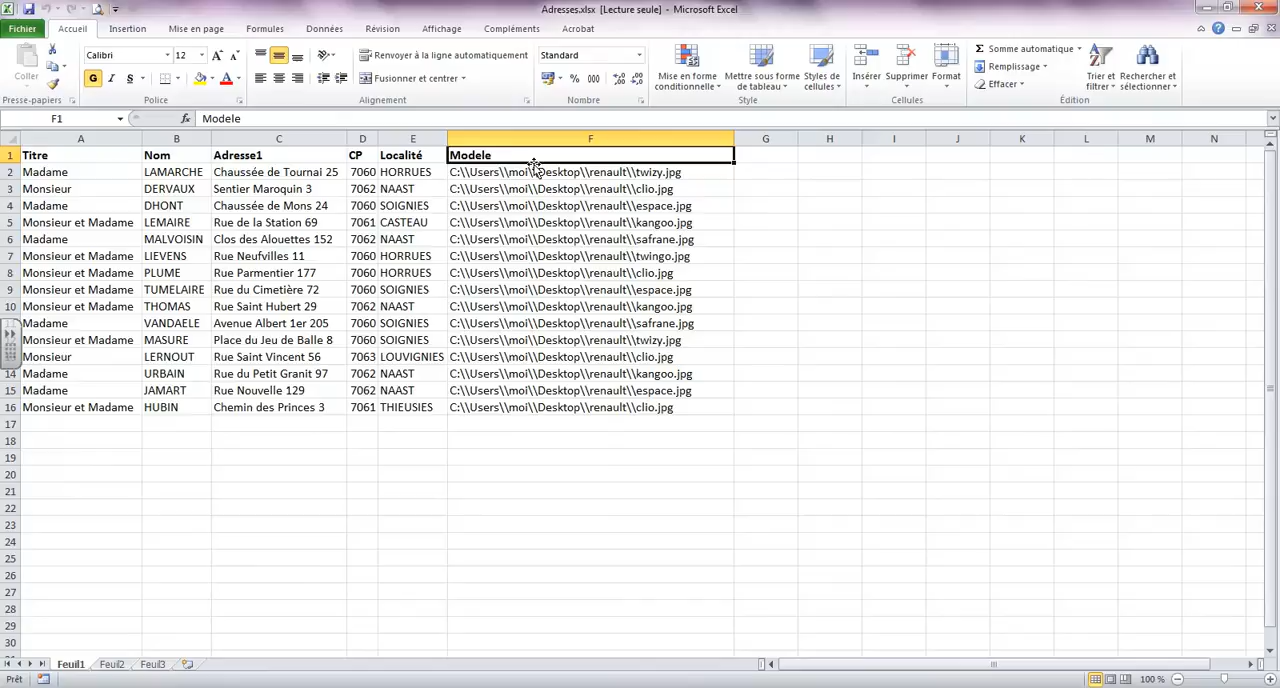 Adresses.xlsx [Lecture seule] - Microsoft Excel
Fichier Accueil Insertion Mise en page Formules Données Révision Affichage Compléments Acrobat
Coller
Calibri 12 A A
G I S A
Renvoyer à la ligne automatiquement
Fusionner et centrer
Standard
% 000
Mise en forme conditionnelle
Mettre sous forme de tableau
Styles de cellules
Insérer Supprimer Format
Σ Somme automatique
Remplissage
Effacer
Trier et filtrer
Rechercher et sélectionner
Presse-papiers Police Alignement Nombre Style Cellules Édition
F1 fx Modele
A B C D E F G H I J K L M N
1 Titre Nom Adresse1 CP Localité Modele
2 Madame LAMARCHE Chaussée de Tournai 25 7060 HORRUES C:\\Users\\moi\\Desktop\\renault\\twizy.jpg
3 Monsieur DERVAUX Sentier Maroquin 3 7062 NAAST C:\\Users\\moi\\Desktop\\renault\\clio.jpg
4 Madame DHONT Chaussée de Mons 24 7060 SOIGNIES C:\\Users\\moi\\Desktop\\renault\\espace.jpg
5 Monsieur et Madame LEMAIRE Rue de la Station 69 7061 CASTEAU C:\\Users\\moi\\Desktop\\renault\\kangoo.jpg
6 Madame MALVOISIN Clos des Alouettes 152 7062 NAAST C:\\Users\\moi\\Desktop\\renault\\safrane.jpg
7 Monsieur et Madame LIEVENS Rue Neufvilles 11 7060 HORRUES C:\\Users\\moi\\Desktop\\renault\\twingo.jpg
8 Monsieur et Madame PLUME Rue Parmentier 177 7060 HORRUES C:\\Users\\moi\\Desktop\\renault\\clio.jpg
9 Monsieur et Madame TUMELAIRE Rue du Cimetière 72 7060 SOIGNIES C:\\Users\\moi\\Desktop\\renault\\espace.jpg
10 Monsieur et Madame THOMAS Rue Saint Hubert 29 7062 NAAST C:\\Users\\moi\\Desktop\\renault\\kangoo.jpg
Madame VANDAELE Avenue Albert 1er 205 7060 SOIGNIES C:\\Users\\moi\\Desktop\\renault\\safrane.jpg
Monsieur et Madame MASURE Place du Jeu de Balle 8 7060 SOIGNIES C:\\Users\\moi\\Desktop\\renault\\twizy.jpg
Monsieur LERNOUT Rue Saint Vincent 56 7063 LOUVIGNIES C:\\Users\\moi\\Desktop\\renault\\clio.jpg
14 Madame URBAIN Rue du Petit Granit 97 7062 NAAST C:\\Users\\moi\\Desktop\\renault\\kangoo.jpg
15 Madame JAMART Rue Nouvelle 129 7062 NAAST C:\\Users\\moi\\Desktop\\renault\\espace.jpg
16 Monsieur et Madame HUBIN Chemin des Princes 3 7061 THIEUSIES C:\\Users\\moi\\Desktop\\renault\\clio.jpg
17
18
19
20
21
22
23
24
25
26
27
28
29
30
Feuil1 Feuil2 Feuil3
Prêt 100 %